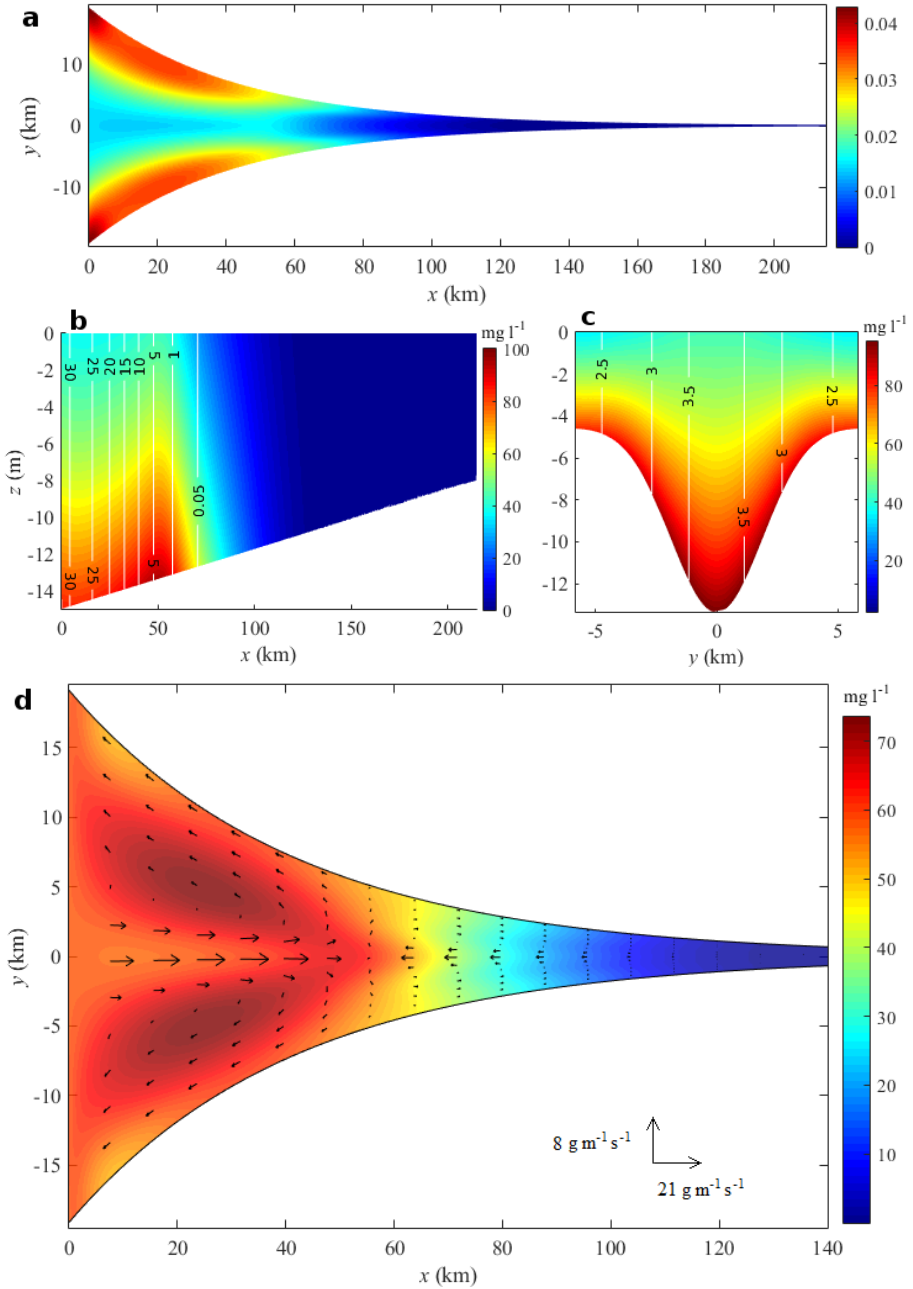 a
y (km)
10
0
-10
0 20 40 60 80 100 120 140 160 180 200
x (km)
0.04
0.03
0.02
0.01
0
b
z (m)
0
-2
-4
-6
-8
-10
-12
-14
0 50 100 150 200
x (km)
30 25 20 15 10 5 1
0.05
30 25 5
mg l-1
100
80
60
40
20
0
c
0
-2
-4
-6
-8
-10
-12
-5 0 5
y (km)
2.5 3 3.5 2.5
3
3.5
mg l-1
80
60
40
20
d
y (km)
15
10
5
0
-5
-10
-15
0 20 40 60 80 100 120 140
x (km)
8 g m-1 s-1
21 g m-1 s-1
mg l-1
70
60
50
40
30
20
10